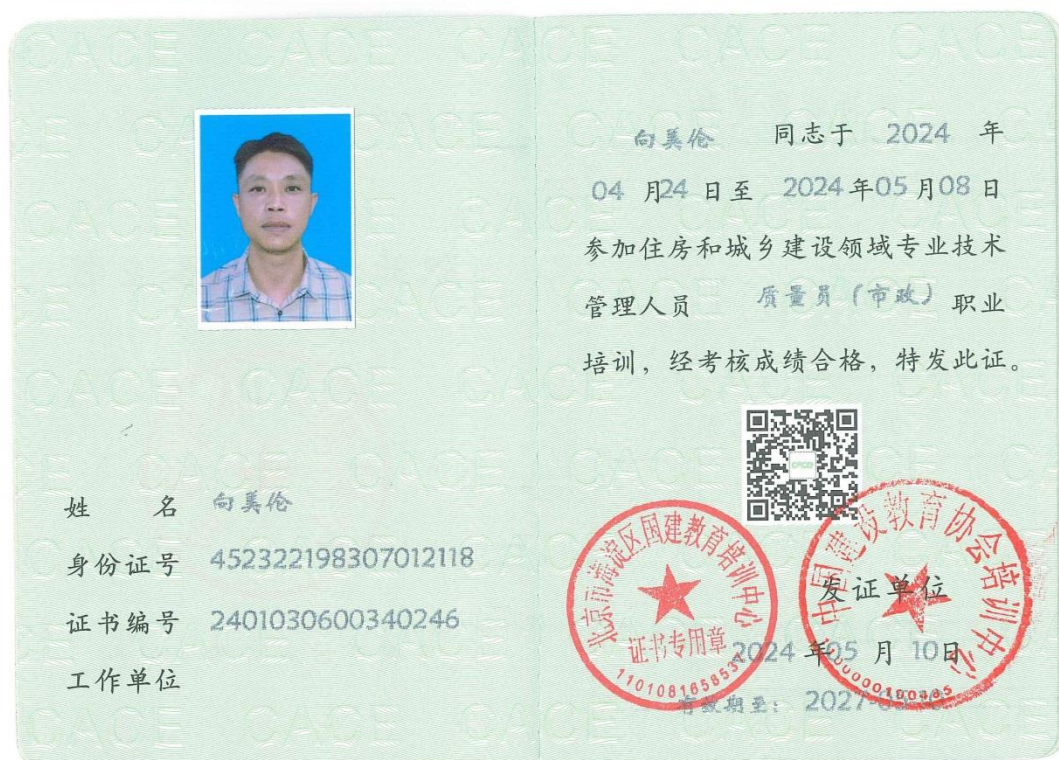 姓 名 向美伦
身份证号 452322198307012118
证书编号 2401030600340246
工作单位
向美伦 同志于 2024 年
04 月24 日至 2024年05月08日
参加住房和城乡建设领域专业技术
管理人员 质量员（市政） 职业
培训，经考核成绩合格，特发此证。
北京市海淀区国建教育培训中心
证书专用章
中国建设教育协会培训中心
发证单位
2024 年05 月 10日
有效期至： 2027-